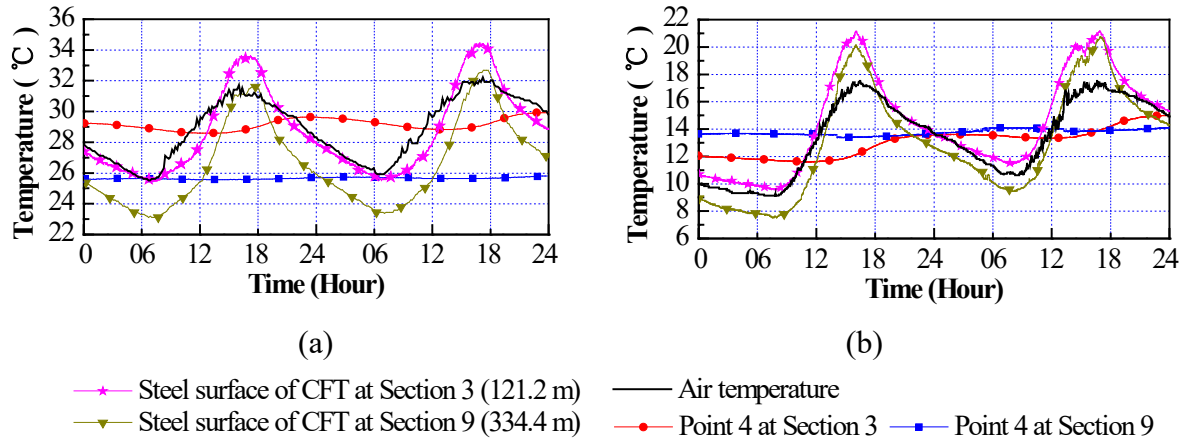 36
34
32
30
28
26
24
22
Temperature ( ℃)
0 06 12 18 24 06 12 18 24
Time (Hour)
(a)
22
20
18
16
14
12
10
8
6
Temperature ( ℃)
0 06 12 18 24 06 12 18 24
Time (Hour)
(b)
Steel surface of CFT at Section 3 (121.2 m)
Steel surface of CFT at Section 9 (334.4 m)
Air temperature
Point 4 at Section 3 Point 4 at Section 9